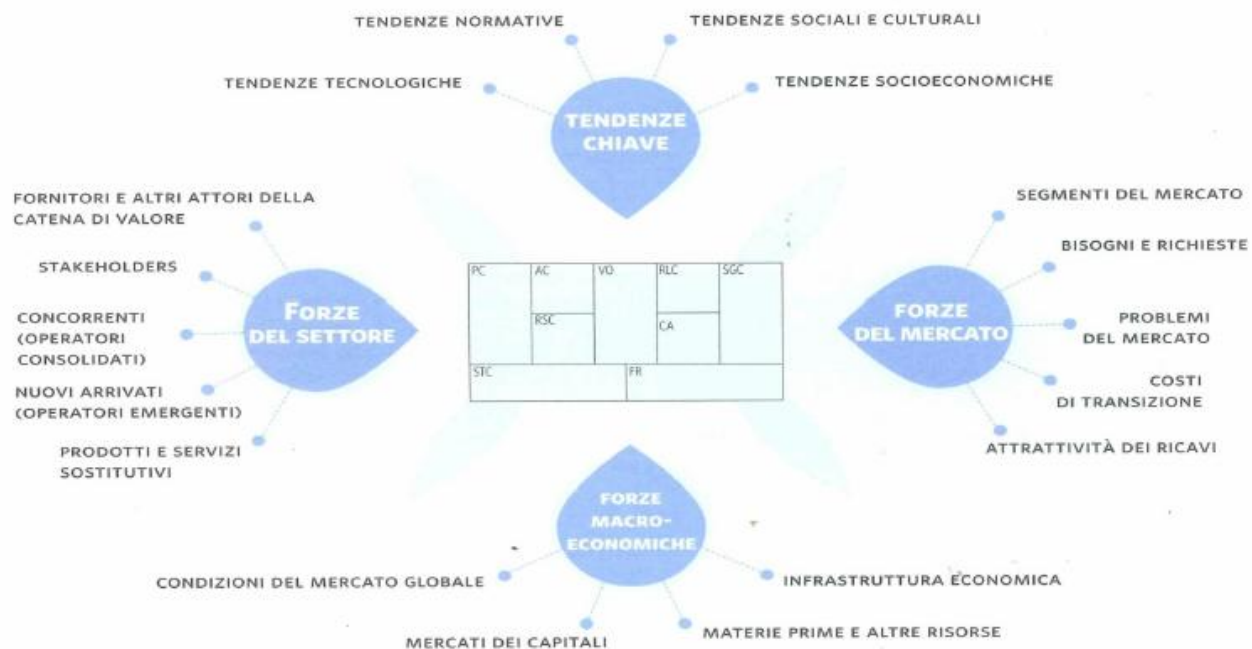 TENDENZE NORMATIVE
TENDENZE SOCIALI E CULTURALI
TENDENZE TECNOLOGICHE
TENDENZE SOCIOECONOMICHE
TENDENZE
CHIAVE
FORNITORI E ALTRI ATTORI DELLA
CATENA DI VALORE
STAKEHOLDERS
CONCORRENTI
(OPERATORI
CONSOLIDATI)
NUOVI ARRIVATI
(OPERATORI EMERGENTI)
PRODOTTI E SERVIZI
SOSTITUTIVI
FORZE
DEL SETTORE
PC
AC
VO
RLC
SGC
RSC
CA
STC
FR
FORZE
DEL MERCATO
SEGMENTI DEL MERCATO
BISOGNI E RICHIESTE
PROBLEMI
DEL MERCATO
COSTI
DI TRANSIZIONE
ATTRATTIVITÀ DEI RICAVI
FORZE
MACRO-
ECONOMICHE
CONDIZIONI DEL MERCATO GLOBALE
INFRASTRUTTURA ECONOMICA
MERCATI DEI CAPITALI
MATERIE PRIME E ALTRE RISORSE